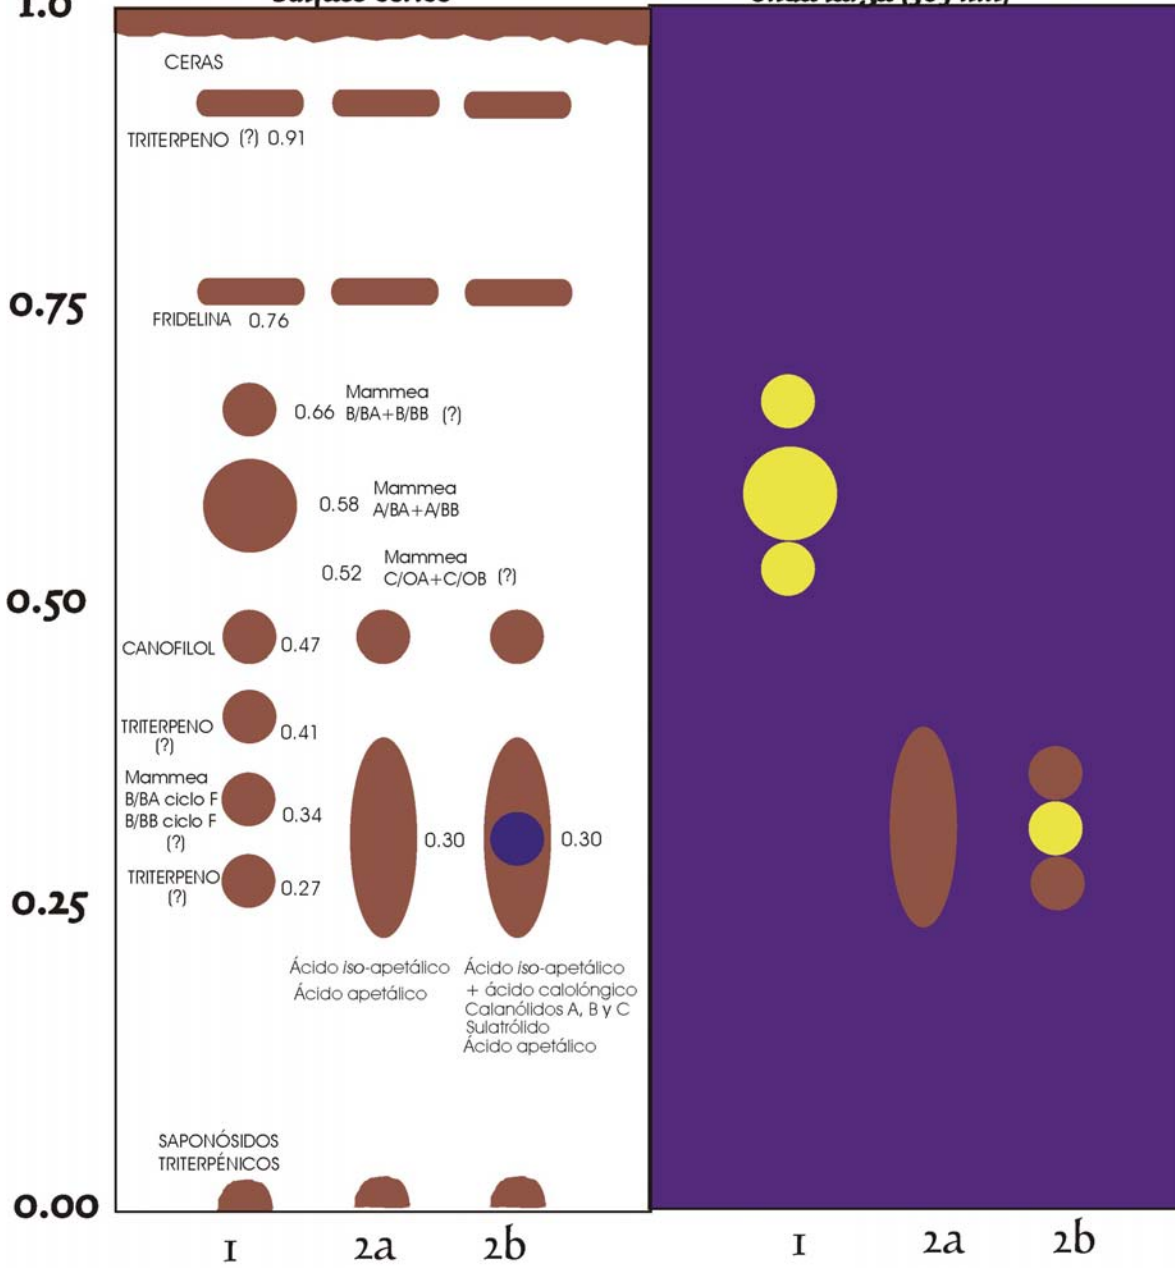 1.0
CERAS
TRITERPENO (?) 0.91
0.75
FRIDELINA 0.76
0.66 Mammea
B/BA+B/BB (?)
0.58 Mammea
A/BA+A/BB
0.52 Mammea
C/OA+C/OB (?)
0.50
CANOFILOL 0.47
TRITERPENO
(?)
0.41
Mammea
B/BA ciclo F
B/BB ciclo F
(?)
0.34
0.30
0.30
TRITERPENO
(?)
0.27
0.25
Ácido iso-apetálico
Ácido apetálico
Ácido iso-apetálico
+ ácido calolóngico
Calanólidos A, B y C
Sulatrólido
Ácido apetálico
SAPONÓSIDOS
TRITERPÉNICOS
0.00
1 2a 2b
1 2a 2b